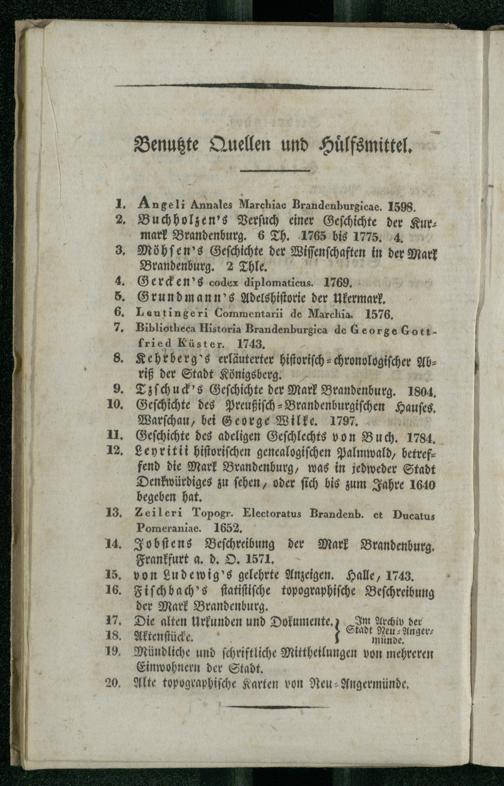 Benutzte Quellen und Hülfsmittel.
1. Angeli Annales Marchiae Brandenburgicae. 1598.
2. Buchholzen's Versuch einer Geschichte der Kur-
mark Brandenburg. 6 Th. 1765 bis 1775. 4.
3. Möhsen's Geschichte der Wissenschaften in der Mark
Brandenburg. 2 Thle.
4. Gercken's codex diplomaticus. 1769.
5. Grundmann's Adelshistorie der Ukermark.
6. Leutingeri Commentarii de Marchia. 1576.
7. Bibliotheca Historia Brandenburgica de George Gott-
fried Küster. 1743.
8. Kehrberg's erläuterter historisch-chronologischer Ab-
riß der Stadt Königsberg.
9. Tzschuck's Geschichte der Mark Brandenburg. 1804.
10. Geschichte des Preußisch-Brandenburgischen Hauses.
Warschau, bei George Wilke. 1797.
11. Geschichte des adeligen Geschlechts von Buch. 1784.
12. Leyritii historischen genealogischen Palmwald, betref-
fend die Mark Brandenburg, was in jedweder Stadt
Denkwürdiges zu sehen, oder sich bis zum Jahre 1640
begeben hat.
13. Zeileri Topogr. Electoratus Brandenb. et Ducatus
Pomeraniae. 1652.
14. Jobstens Beschreibung der Mark Brandenburg.
Frankfurt a. d. O. 1571.
15. von Ludewig's gelehrte Anzeigen. Halle, 1743.
16. Fischbach's statistische topographische Beschreibung
der Mark Brandenburg.
17. Die alten Urkunden und Dokumente.
18. Aktenstücke.
} Im Archiv der
Stadt Neu-Anger-
münde.
19. Mündliche und schriftliche Mittheilungen von mehreren
Einwohnern der Stadt.
20. Alte topographische Karten von Neu-Angermünde.